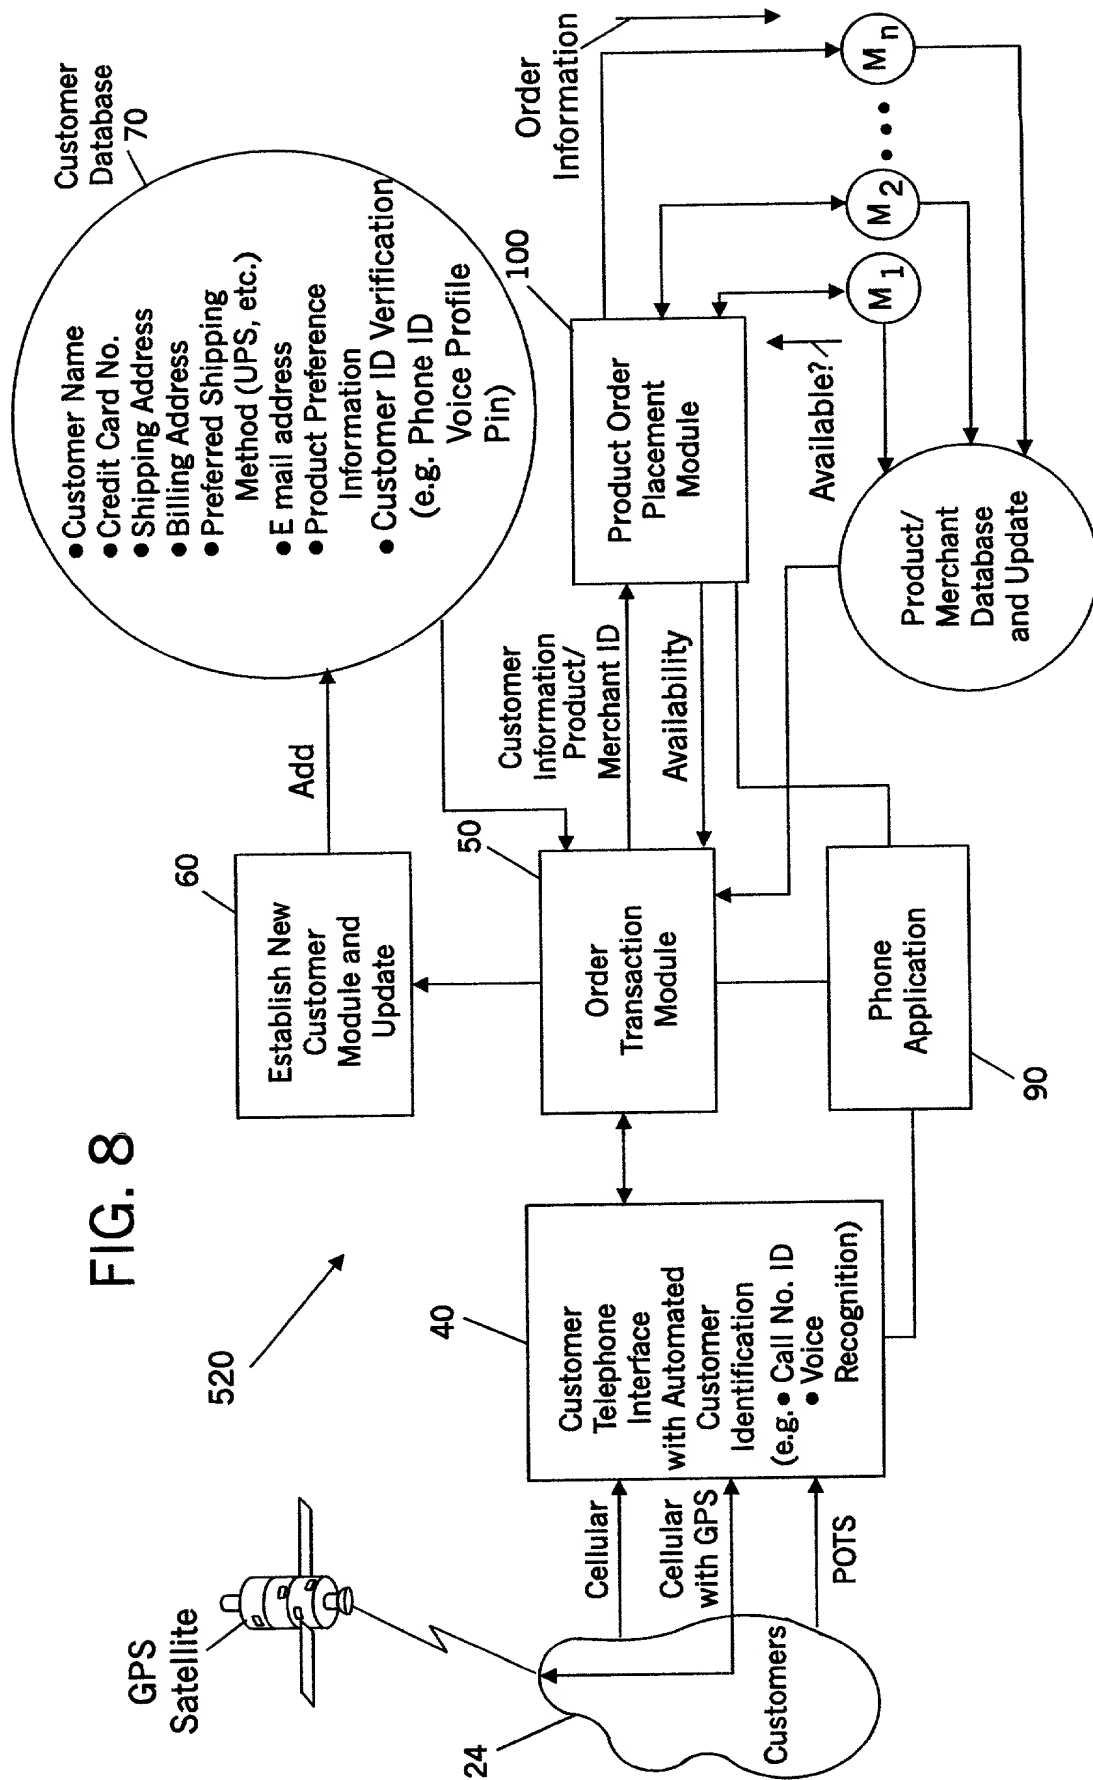 FIG. 8
520
GPS
Satellite
24
Customers
Cellular
Cellular
with GPS
POTS
40
Customer
Telephone
Interface
with Automated
Customer
Identification
(e.g. • Call No. ID
• Voice
Recognition)
60
Establish New
Customer
Module and
Update
Add
50
Order
Transaction
Module
90
Phone
Application
Customer
Database
70
• Customer Name
• Credit Card No.
• Shipping Address
• Billing Address
• Preferred Shipping
Method (UPS, etc.)
• E mail address
• Product Preference
Information
• Customer ID Verification
(e.g. Phone ID
Voice Profile
Pin)
Customer
Information
Product/
Merchant ID
Availability
100
Product Order
Placement
Module
Order
Information
Available?
M1
M2
••••
Mn
Product/
Merchant
Database
and Update